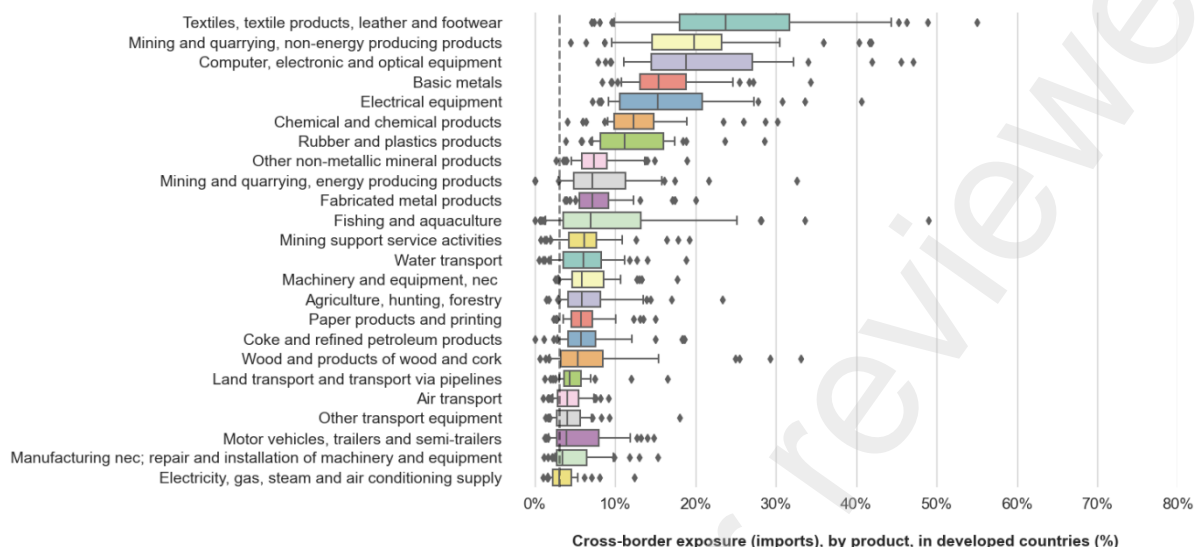 Textiles, textile products, leather and footwear
Mining and quarrying, non-energy producing products
Computer, electronic and optical equipment
Basic metals
Electrical equipment
Chemical and chemical products
Rubber and plastics products
Other non-metallic mineral products
Mining and quarrying, energy producing products
Fabricated metal products
Fishing and aquaculture
Mining support service activities
Water transport
Machinery and equipment, nec
Agriculture, hunting, forestry
Paper products and printing
Coke and refined petroleum products
Wood and products of wood and cork
Land transport and transport via pipelines
Air transport
Other transport equipment
Motor vehicles, trailers and semi-trailers
Manufacturing nec; repair and installation of machinery and equipment
Electricity, gas, steam and air conditioning supply
0% 10% 20% 30% 40% 50% 60% 70% 80%
Cross-border exposure (imports), by product, in developed countries (%)
r reviewe